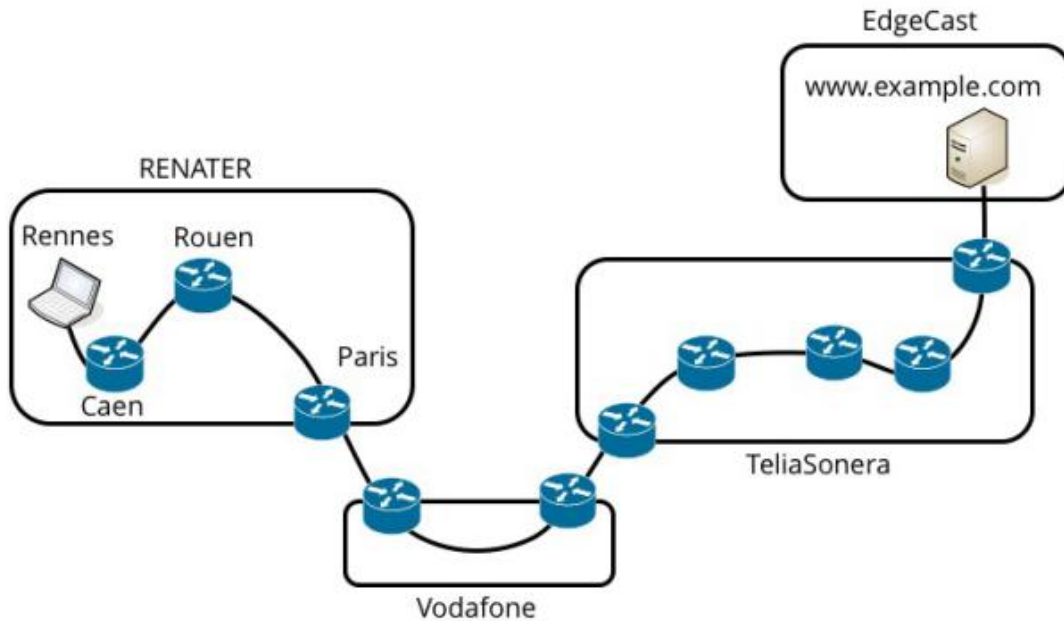 EdgeCast
www.example.com
RENATER
Rennes
Rouen
Paris
Caen
TeliaSonera
Vodafone